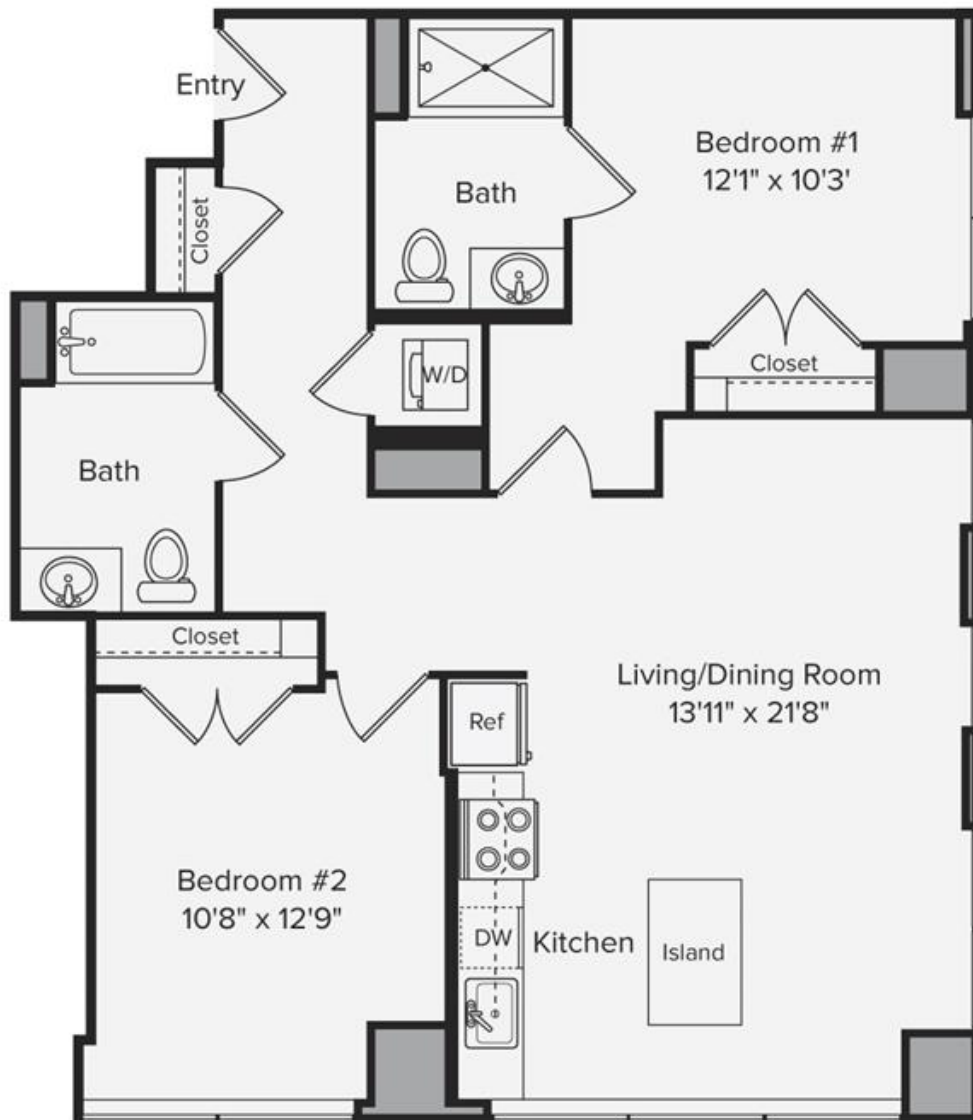 Entry
Bedroom #1
12'1" x 10'3'
Bath
Closet
W/D
Closet
Bath
Closet
Living/Dining Room
13'11" x 21'8"
Ref
Bedroom #2
10'8" x 12'9"
DW
Kitchen
Island